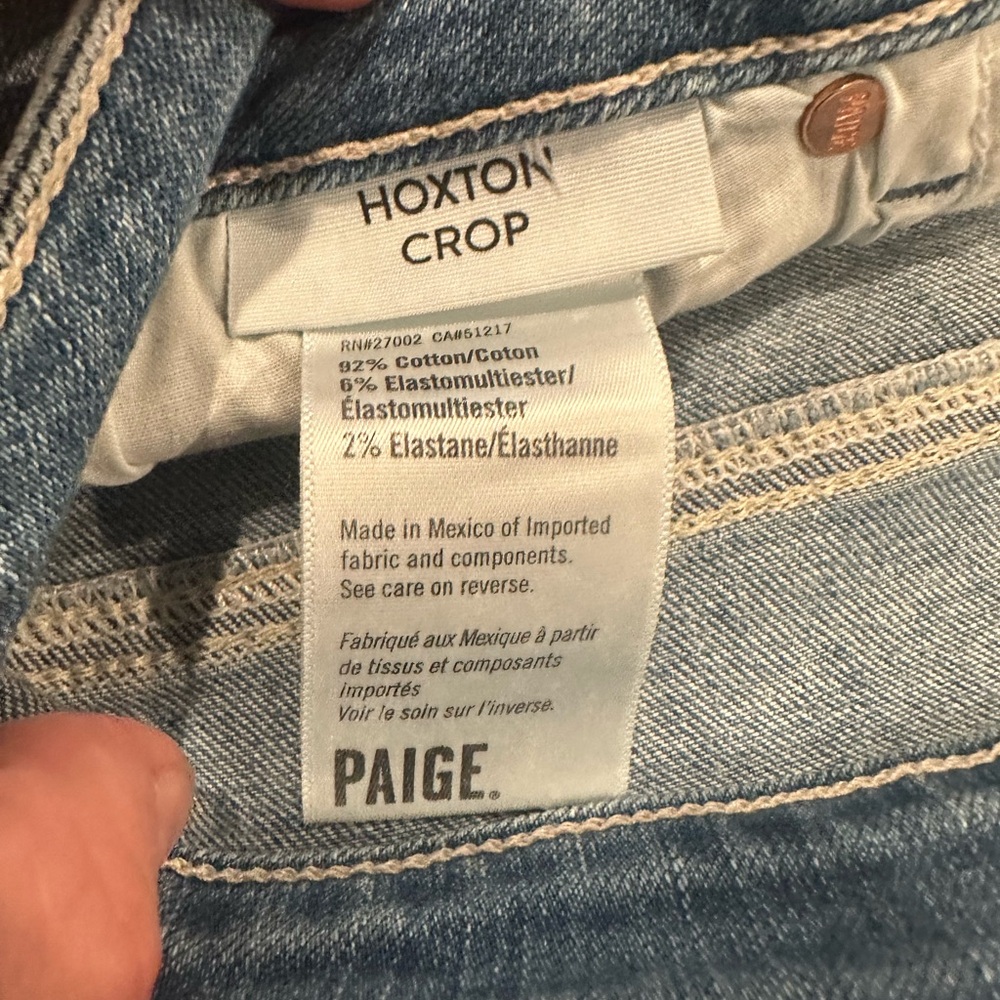 HOXTON
CROP
PAIGE
RN#27002 CA#51217
92% Cotton/Coton
6% Elastomultiester/
Élastomultiester
2% Elastane/Élasthanne
Made in Mexico of Imported
fabric and components.
See care on reverse.
Fabriqué aux Mexique à partir
de tissus et composants
importés
Voir le soin sur l'inverse.
PAIGE®